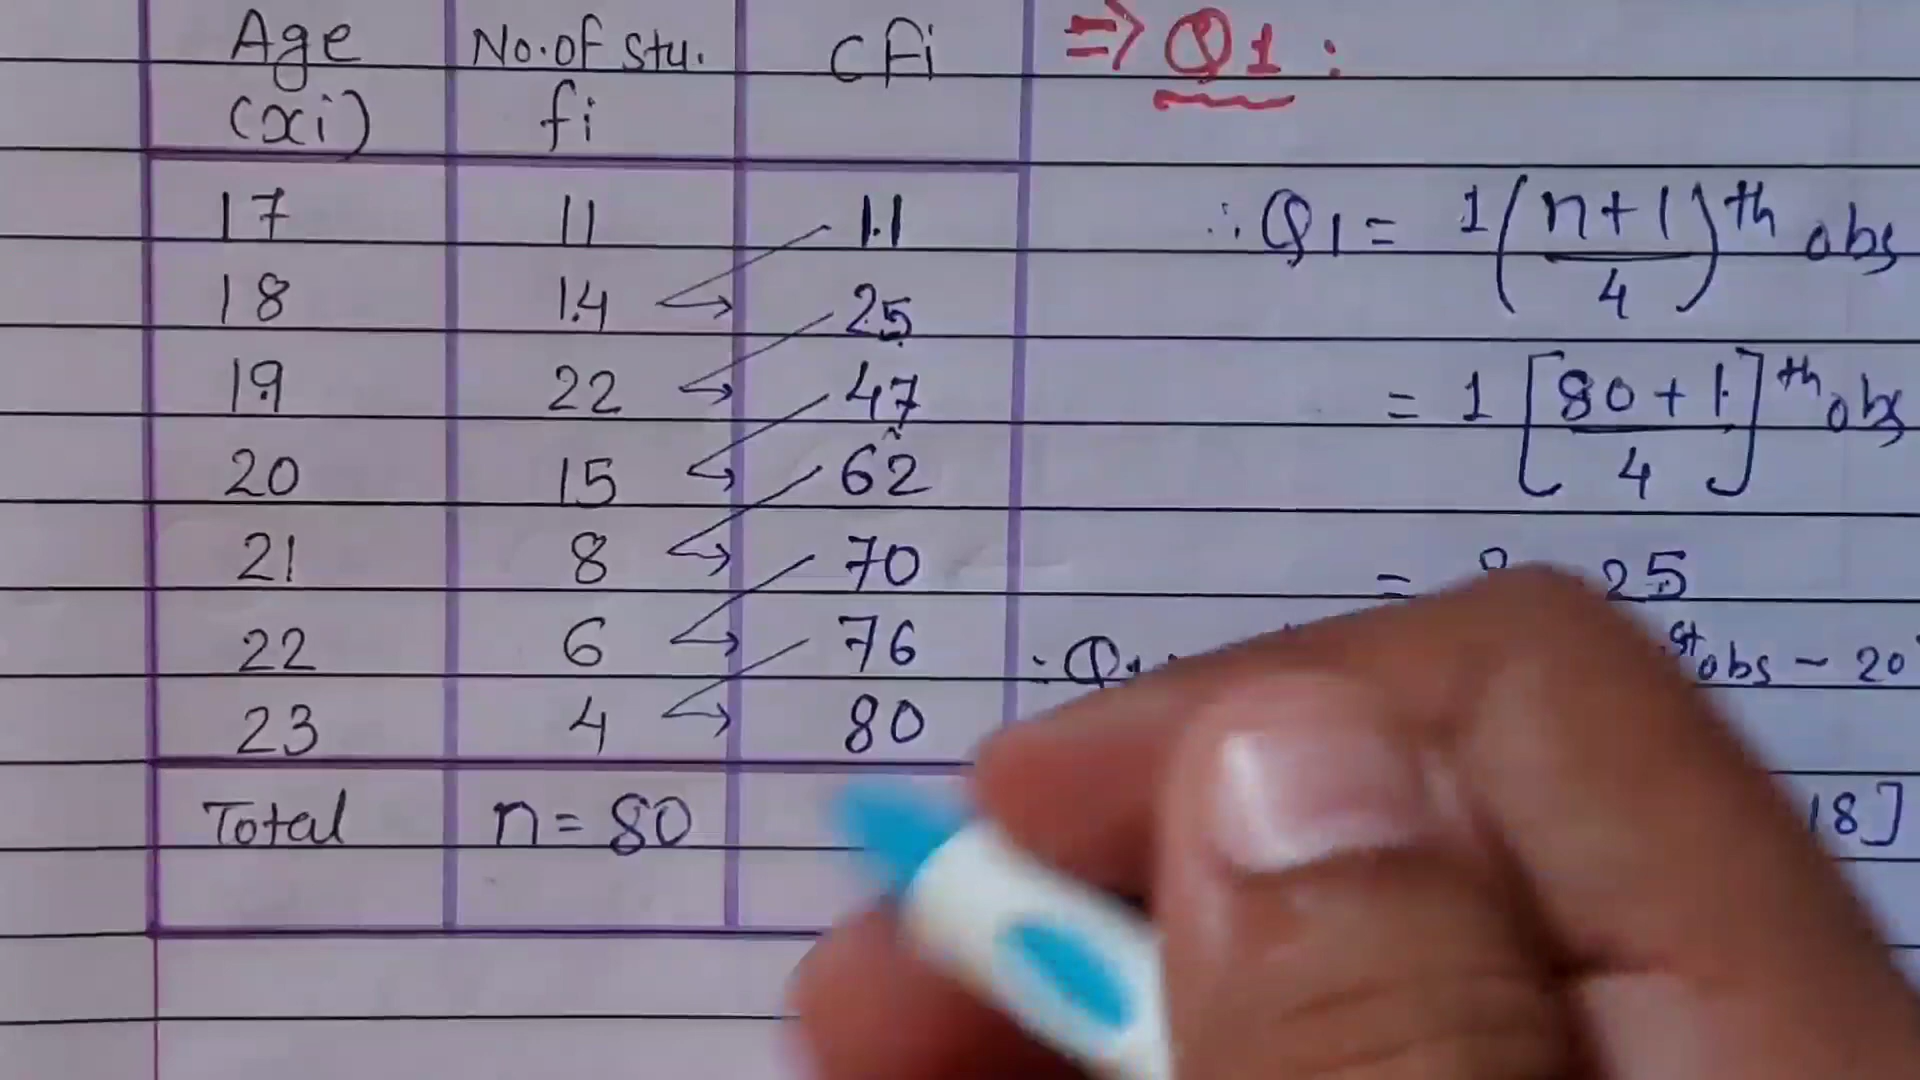 Age No. of stu. CFi ⇒ Q1 :
(xi) fi
17 11 11 ∴ Q1 = 1(n+1/4)th obs
18 14 25
19 22 47 = 1[80+1/4]th obs
20 15 62
21 8 70 = 25
22 6 76 st obs - 20
23 4 80
Total n = 80 18]